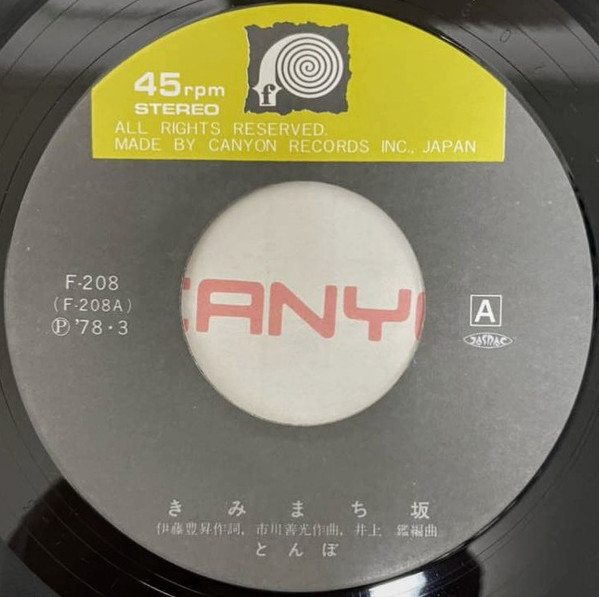 f
45rpm
STEREO
ALL RIGHTS RESERVED.
MADE BY CANYON RECORDS INC., JAPAN
CANY
F-208
(F-208A)
Ⓟ '78・3
A
JASRAC
きみまち坂
伊藤豊昇作詞、市川善光作曲、井上 鑑編曲
とんぼ